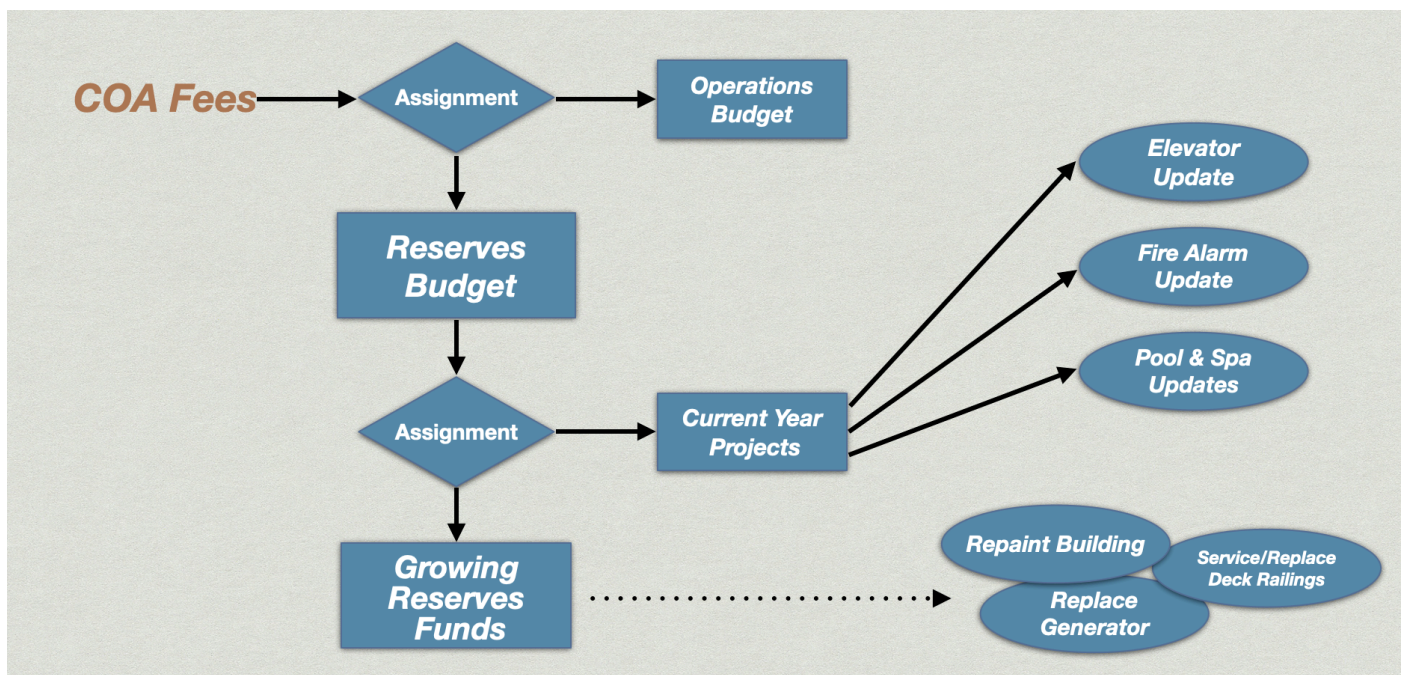 COA Fees
Assignment
Operations
Budget
Elevator
Update
Reserves
Budget
Fire Alarm
Update
Pool & Spa
Updates
Assignment
Current Year
Projects
Growing
Reserves
Funds
Repaint Building
Service/Replace
Deck Railings
Replace
Generator